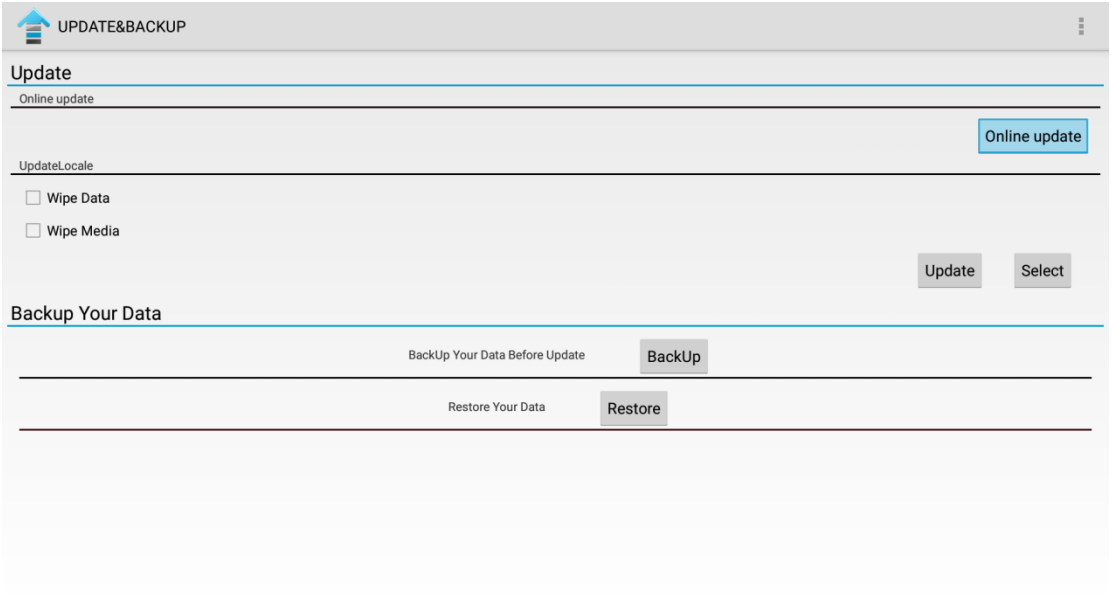 UPDATE&BACKUP
Update
Online update
Online update
UpdateLocale
Wipe Data
Wipe Media
Update Select
Backup Your Data
BackUp Your Data Before Update BackUp
Restore Your Data Restore